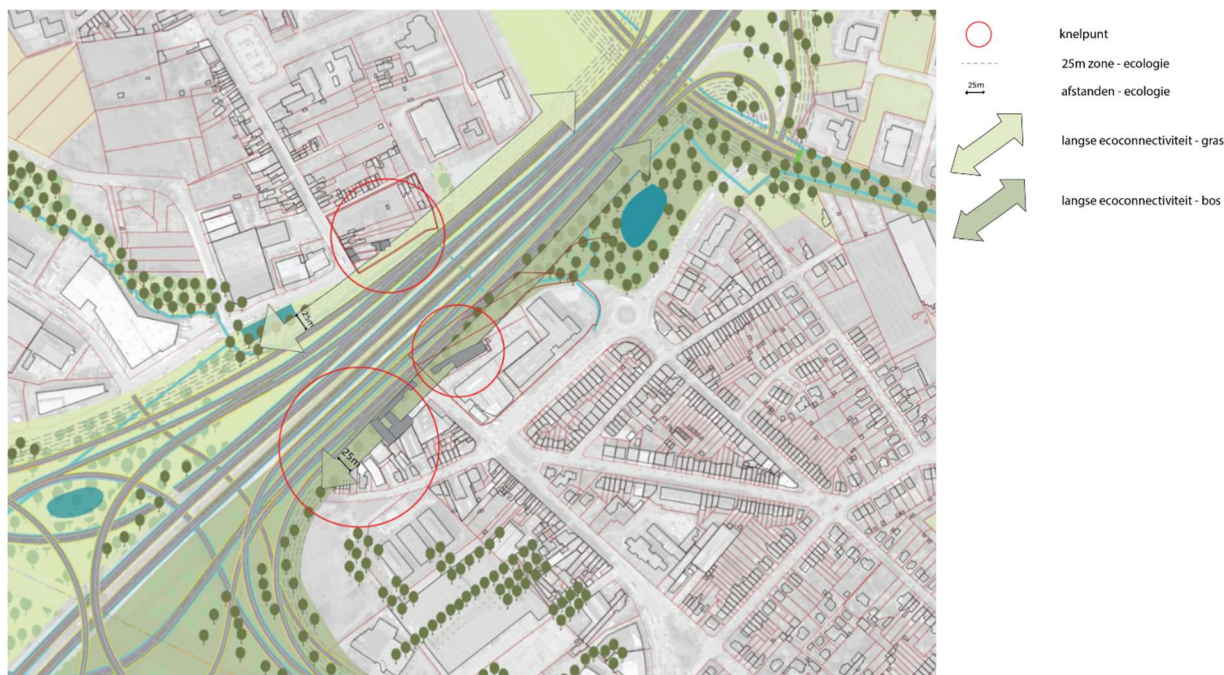 knelpunt
25m zone - ecologie
25m
afstanden - ecologie
langse ecoconnectiviteit - gras
langse ecoconnectiviteit - bos
25m
25m